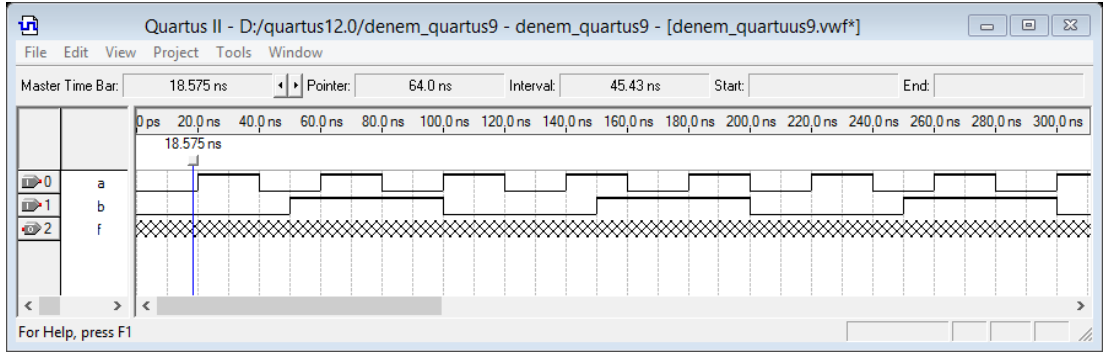 Quartus II - D:/quartus12.0/denem_quartus9 - denem_quartus9 - [denem_quartuus9.vwf*]
File Edit View Project Tools Window
Master Time Bar: 18.575 ns Pointer: 64.0 ns Interval: 45.43 ns Start: End:
0 ps 20.0 ns 40.0 ns 60.0 ns 80.0 ns 100.0 ns 120.0 ns 140.0 ns 160.0 ns 180.0 ns 200.0 ns 220.0 ns 240.0 ns 260.0 ns 280.0 ns 300.0 ns
18.575 ns
0 a
1 b
2 f
For Help, press F1